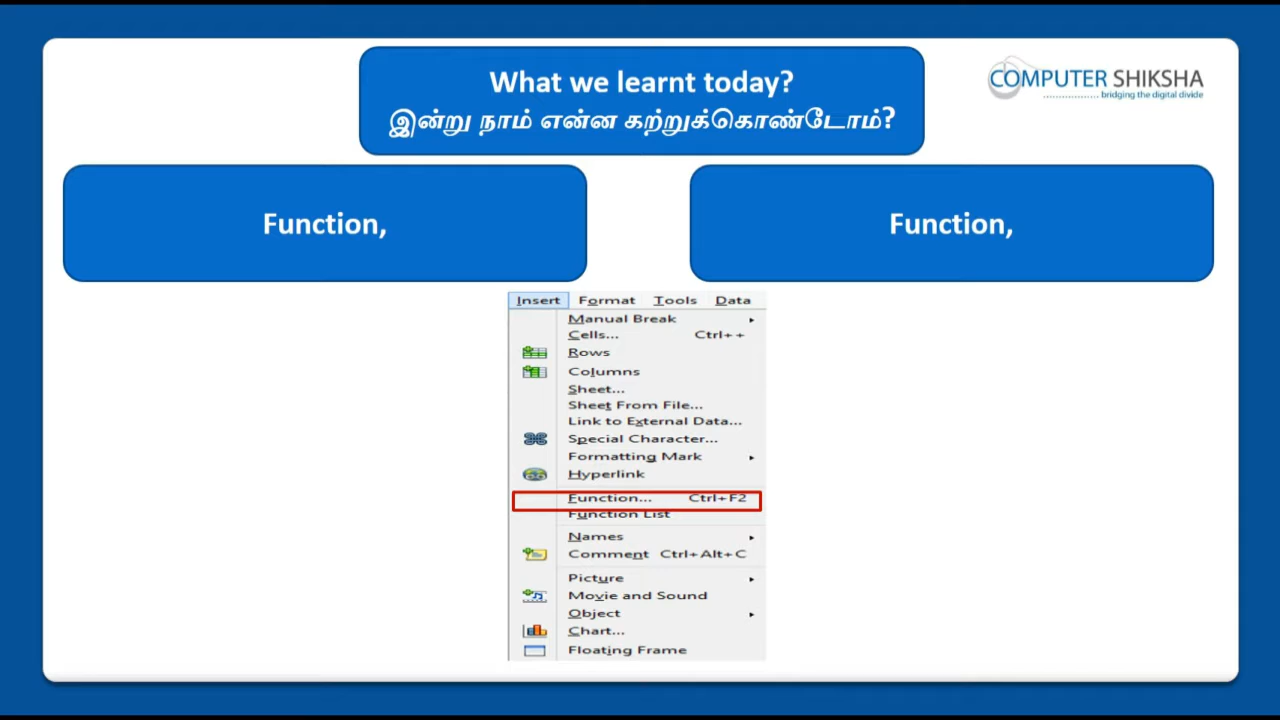 What we learnt today?
இன்று நாம் என்ன கற்றுக்கொண்டோம்?
COMPUTER SHIKSHA
bridging the digital divide
Function,
Function,
Insert Format Tools Data
Manual Break
Cells... Ctrl++
Rows
Columns
Sheet...
Sheet From File...
Link to External Data...
Special Character...
Formatting Mark
Hyperlink
Function... Ctrl+F2
Function List
Names
Comment Ctrl+Alt+C
Picture
Movie and Sound
Object
Chart...
Floating Frame